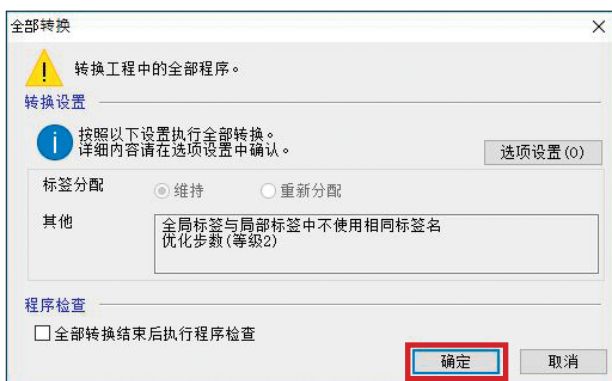 全部转换
转换工程中的全部程序。
转换设置
按照以下设置执行全部转换。
详细内容请在选项设置中确认。
选项设置(O)
标签分配
维持
重新分配
其他
全局标签与局部标签中不使用相同标签名
优化步数(等级2)
程序检查
全部转换结束后执行程序检查
确定
取消